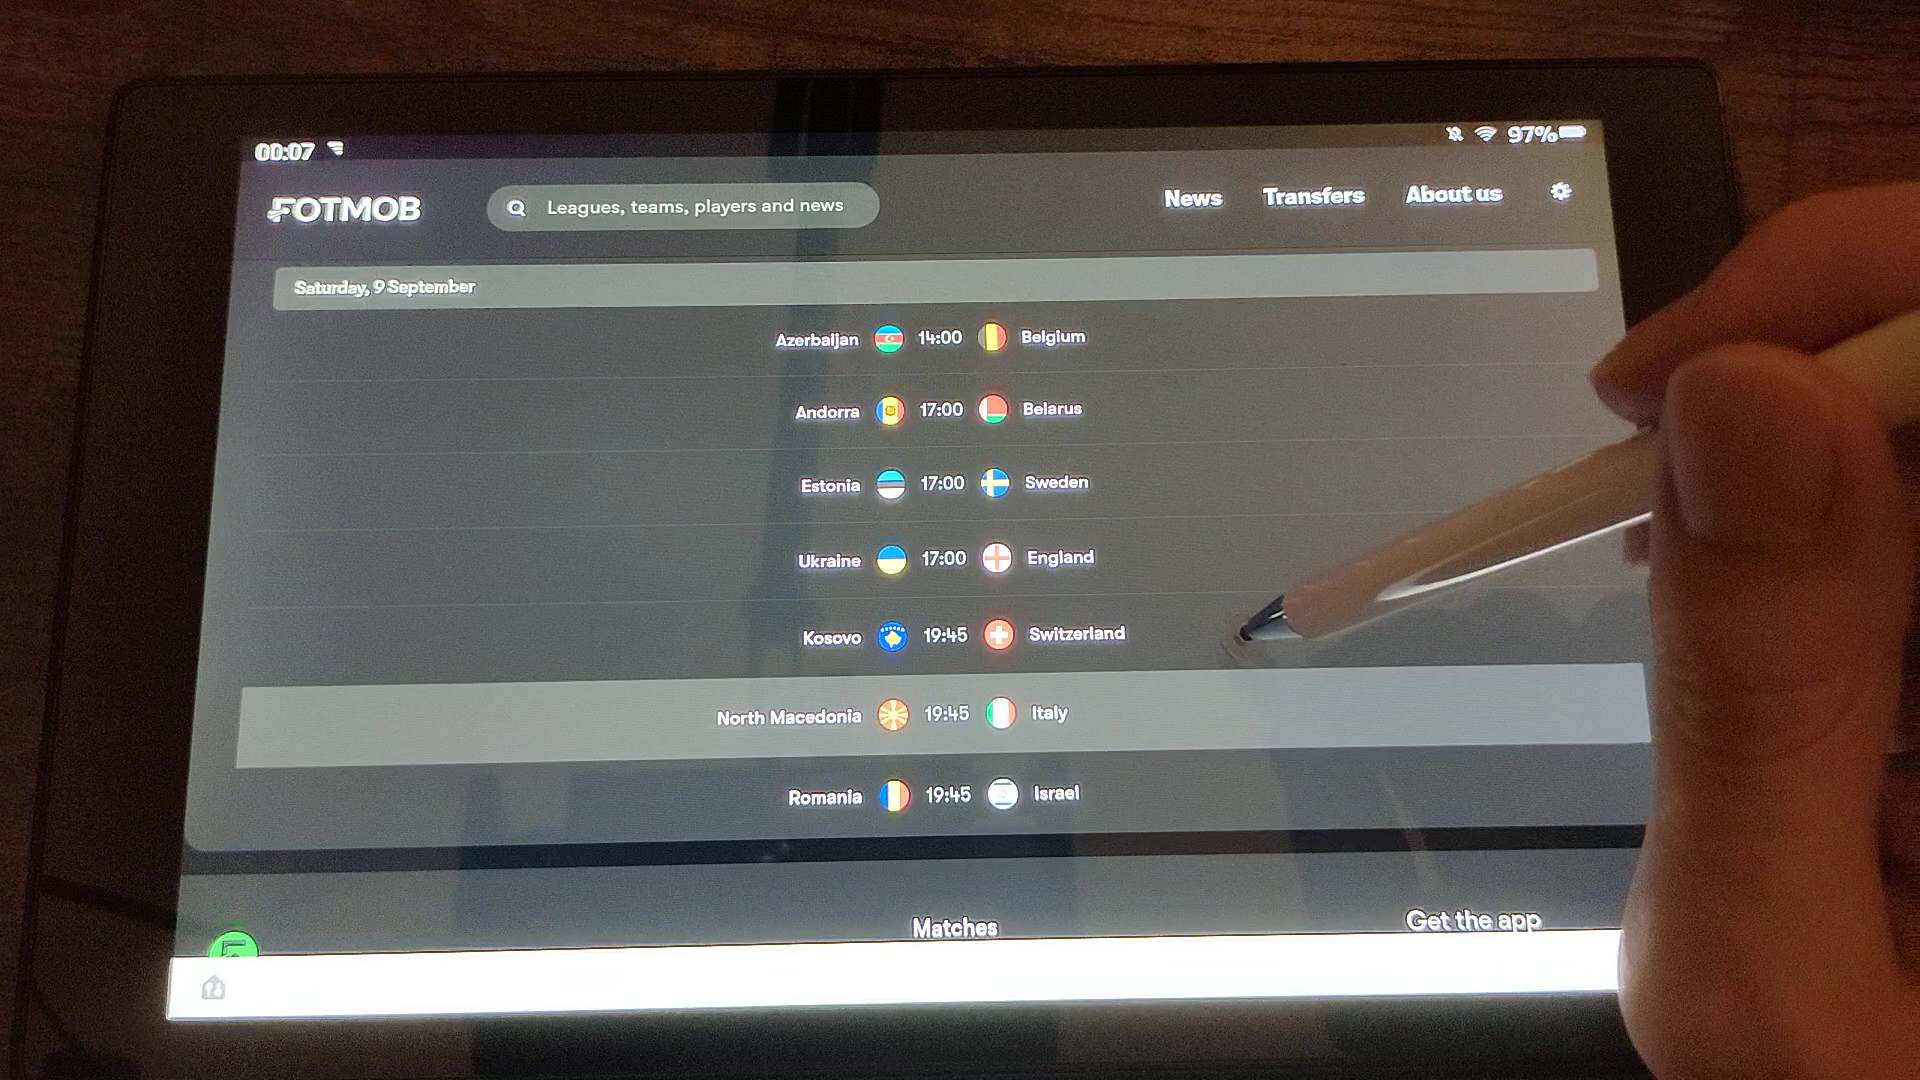 00:07 97%
FOTMOB Leagues, teams, players and news News Transfers About us
Saturday, 9 September
Azerbaijan 14:00 Belgium
Andorra 17:00 Belarus
Estonia 17:00 Sweden
Ukraine 17:00 England
Kosovo 19:45 Switzerland
North Macedonia 19:45 Italy
Romania 19:45 Israel
Matches Get the app